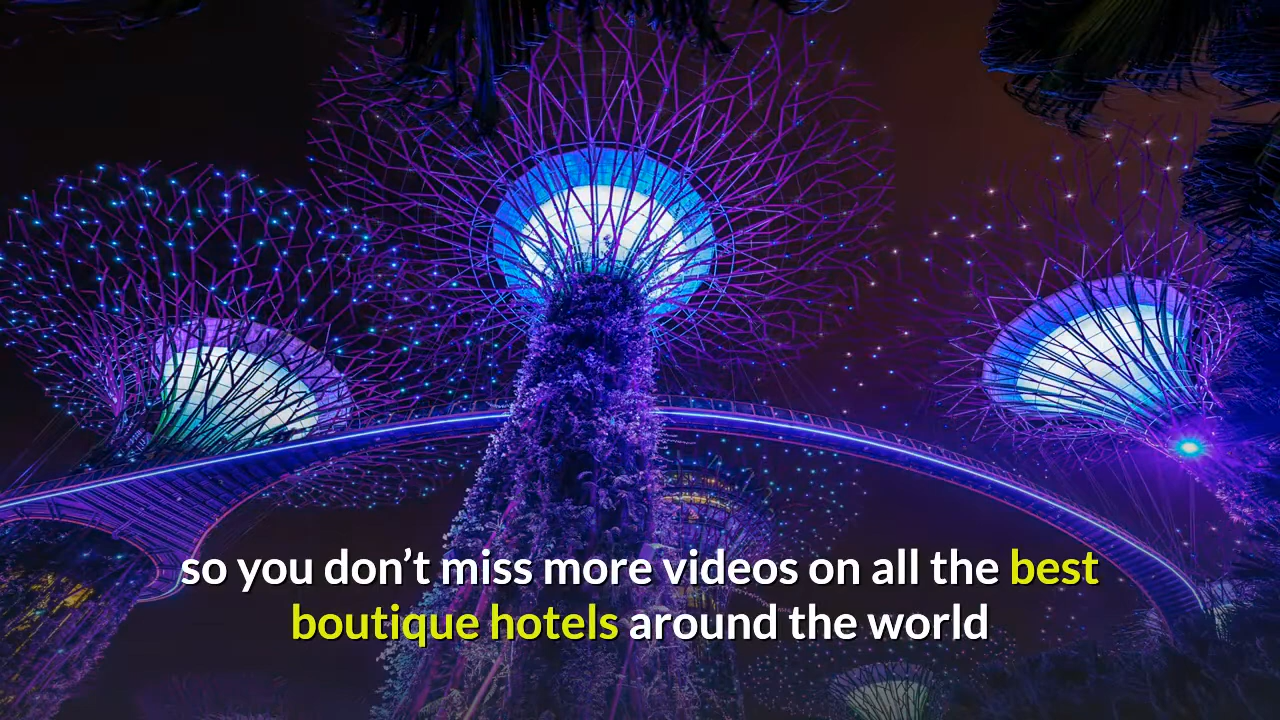 so you don’t miss more videos on all the best
boutique hotels around the world